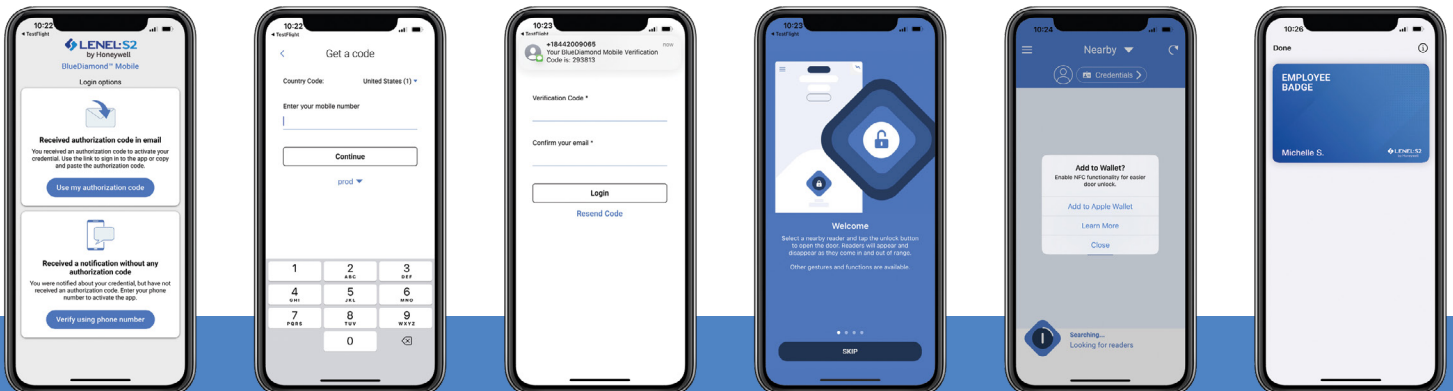 10:22
◀ TestFlight
LENEL·S2
by Honeywell
BlueDiamond™ Mobile
Login options
Received authorization code in email
You received an authorization code to activate your
credential. Use the link to sign in to the app or copy
and paste the authorization code.
Use my authorization code
Received a notification without any
authorization code
You were notified about your credential, but have not
received an authorization code. Enter your phone
number to activate the app.
Verify using phone number
10:22
◀ TestFlight
Get a code
Country Code: United States (1)
Enter your mobile number
Continue
prod
1 2 3
ABC DEF
4 5 6
GHI JKL MNO
7 8 9
PQRS TUV WXYZ
0
10:23
◀ TestFlight
+18442009065 now
Your BlueDiamond Mobile Verification
Code is: 293813
Verification Code *
Confirm your email *
Login
Resend Code
10:23
◀ TestFlight
Welcome
Select a nearby reader and tap the unlock button
to open the door. Readers will appear and
disappear as they come in and out of range.
Other gestures and functions are available.
SKIP
10:24
Nearby
Credentials
Add to Wallet?
Enable NFC functionality for easier
door unlock.
Add to Apple Wallet
Learn More
Close
Searching...
Looking for readers
10:26
Done
EMPLOYEE
BADGE
Michelle S.
LENEL·S2
by Honeywell